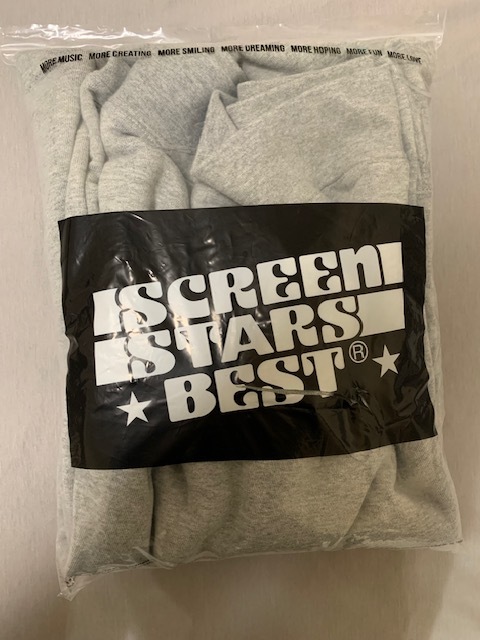 MORE MUSIC MORE CREATING MORE SMILING MORE DREAMING MORE HOPING MORE FUN MORE LOVE
SCREEN
STARS
BEST®